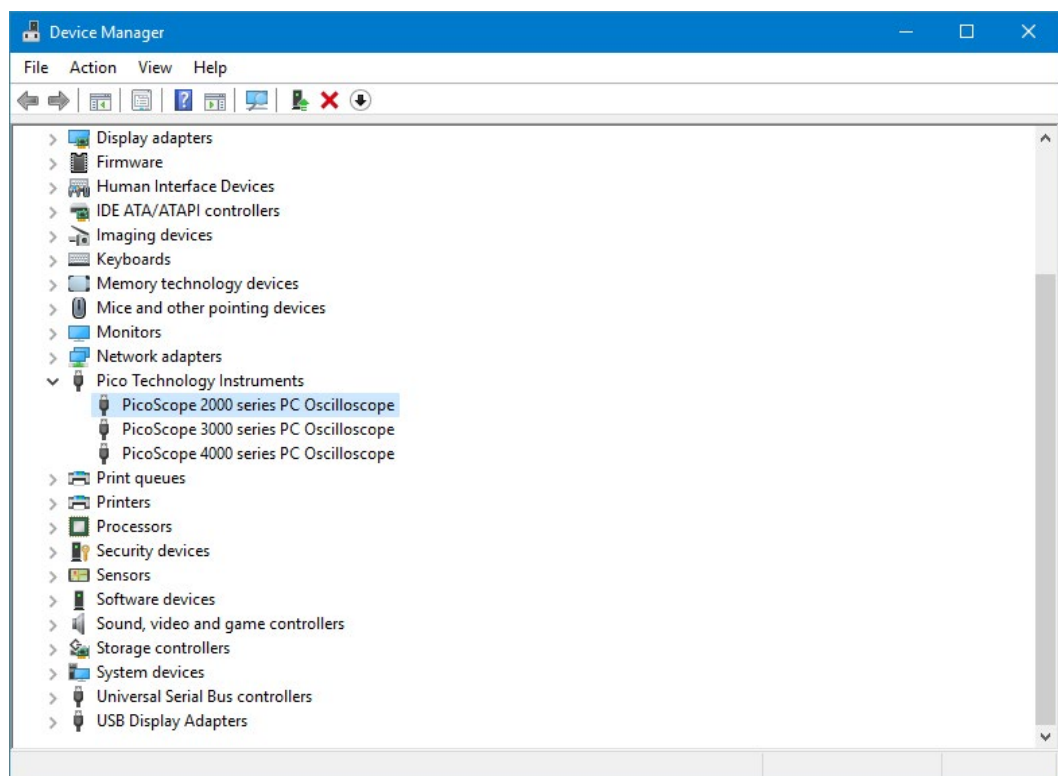 Device Manager
File Action View Help
Display adapters
Firmware
Human Interface Devices
IDE ATA/ATAPI controllers
Imaging devices
Keyboards
Memory technology devices
Mice and other pointing devices
Monitors
Network adapters
Pico Technology Instruments
PicoScope 2000 series PC Oscilloscope
PicoScope 3000 series PC Oscilloscope
PicoScope 4000 series PC Oscilloscope
Print queues
Printers
Processors
Security devices
Sensors
Software devices
Sound, video and game controllers
Storage controllers
System devices
Universal Serial Bus controllers
USB Display Adapters